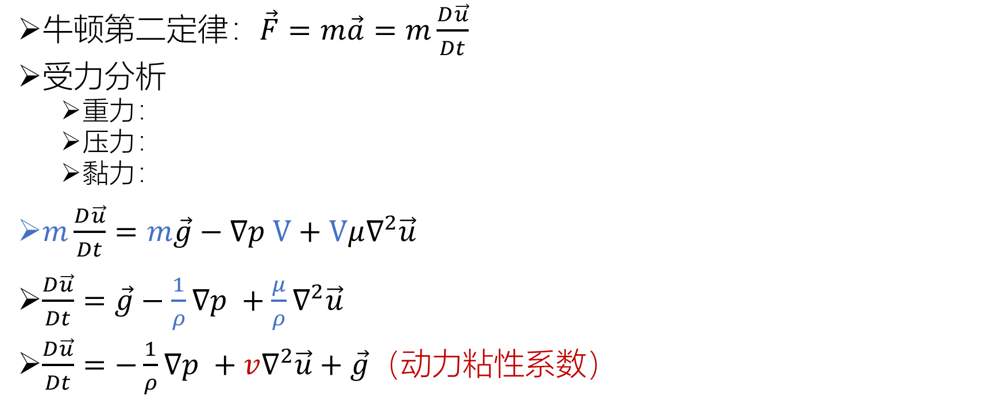 ➢牛顿第二定律： $\vec{F} = m\vec{a} = m\frac{D\vec{u}}{Dt}$
➢受力分析
➢重力：
➢压力：
➢黏力：
➢$m\frac{D\vec{u}}{Dt} = m\vec{g} - \nabla p \, \mathrm{V} + \mathrm{V}\mu\nabla^2\vec{u}$
➢$\frac{D\vec{u}}{Dt} = \vec{g} - \frac{1}{\rho}\nabla p + \frac{\mu}{\rho}\nabla^2\vec{u}$
➢$\frac{D\vec{u}}{Dt} = -\frac{1}{\rho}\nabla p + v\nabla^2\vec{u} + \vec{g}$（动力粘性系数）